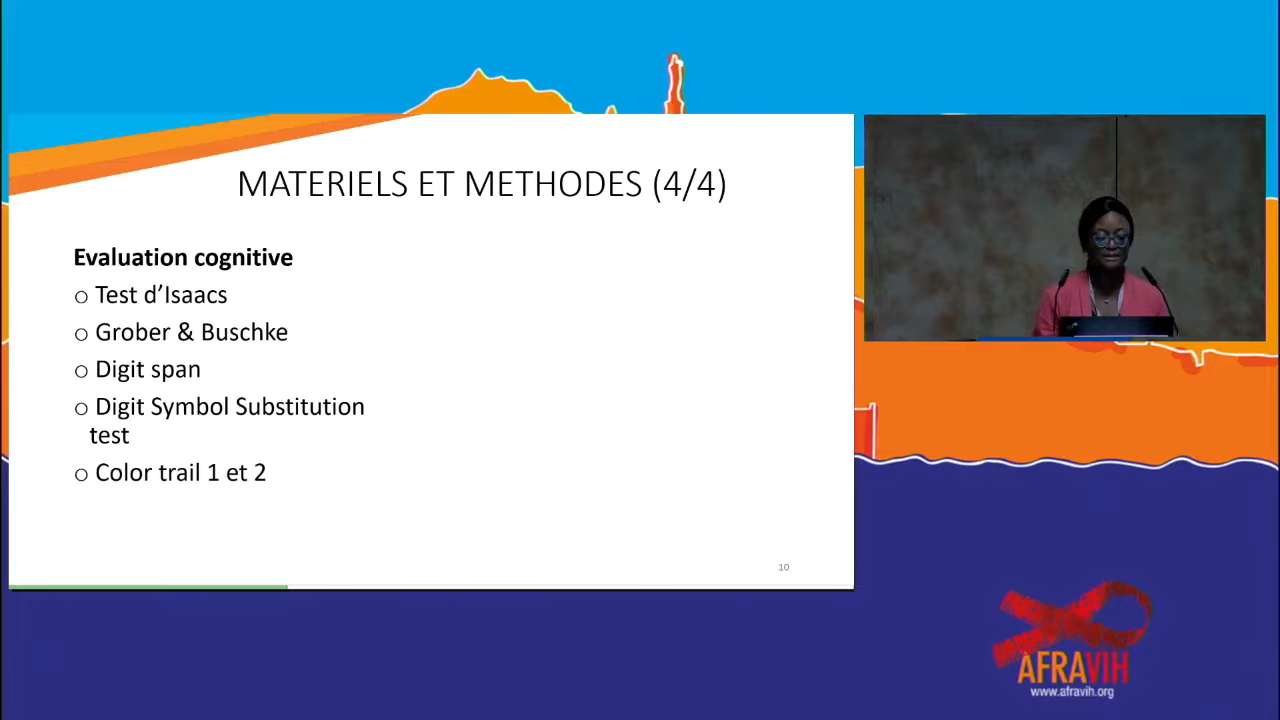 MATERIELS ET METHODES (4/4)
Evaluation cognitive
o Test d’Isaacs
o Grober & Buschke
o Digit span
o Digit Symbol Substitution
test
o Color trail 1 et 2
10
AFRAVIH
www.afravih.org